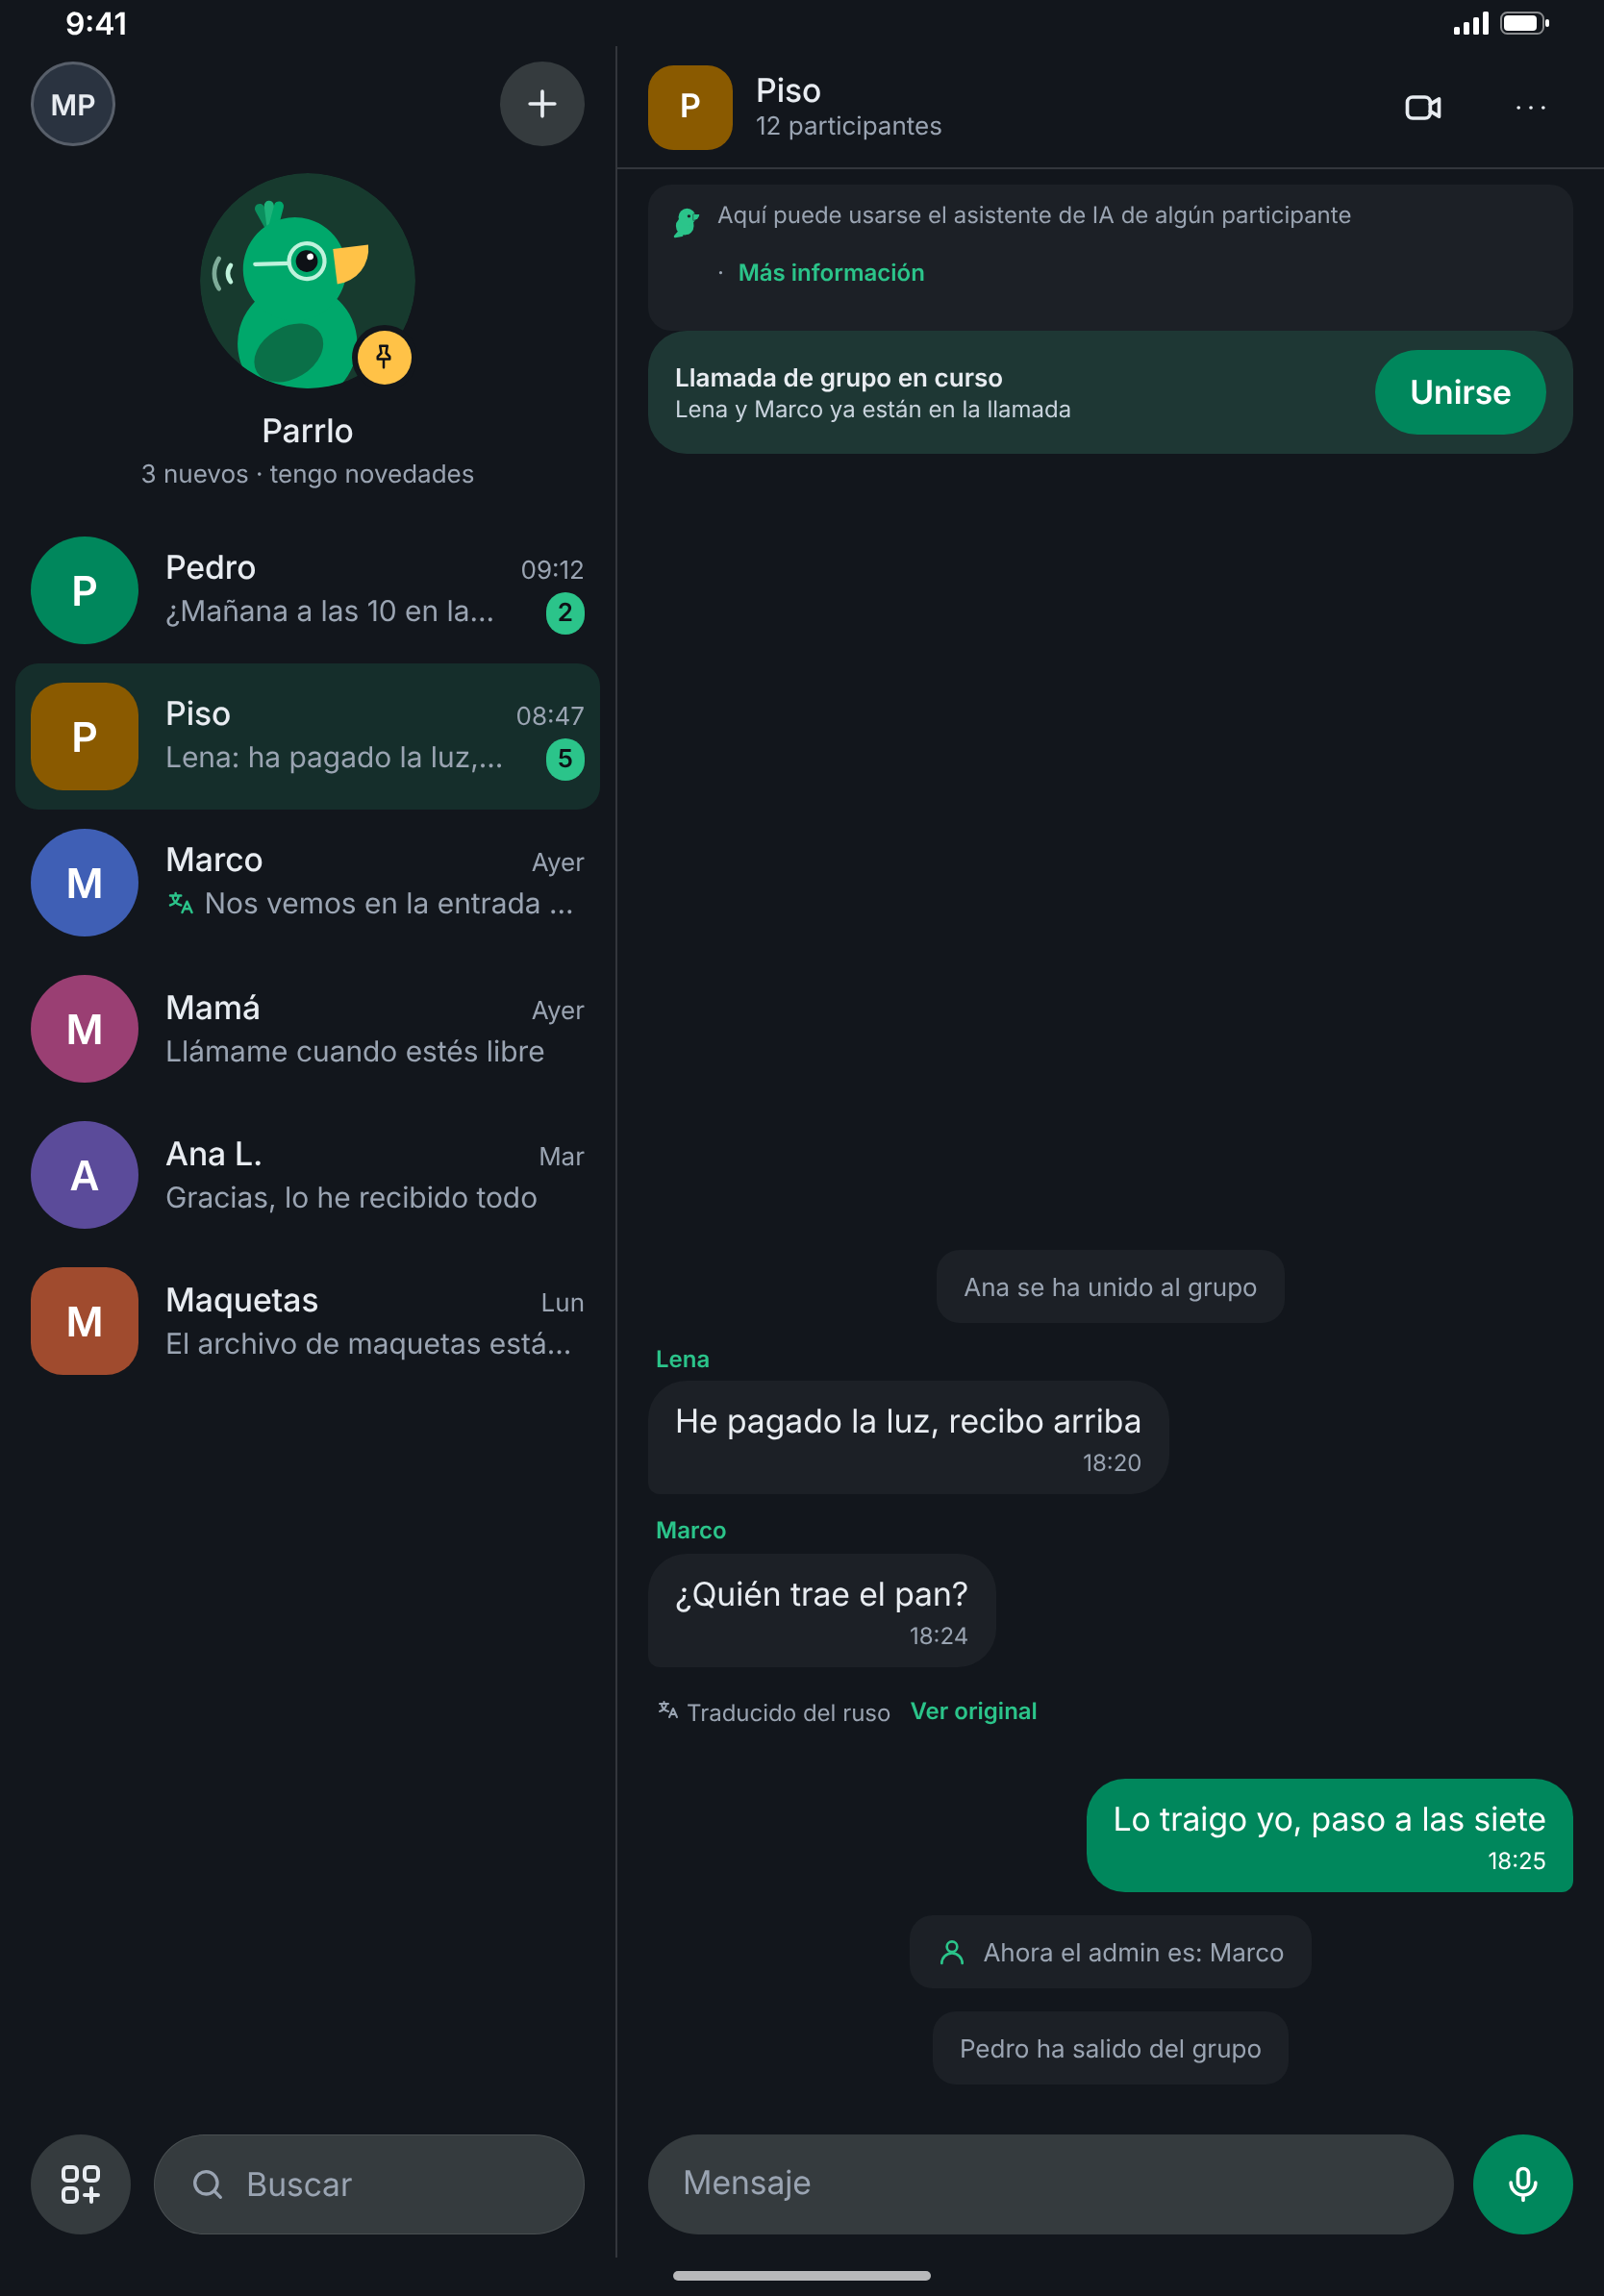 9:41
MP
Parrlo
3 nuevos · tengo novedades
P
Pedro
09:12
¿Mañana a las 10 en la...
2
P
Piso
08:47
Lena: ha pagado la luz,...
5
M
Marco
Ayer
Nos vemos en la entrada ...
M
Mamá
Ayer
Llámame cuando estés libre
A
Ana L.
Mar
Gracias, lo he recibido todo
M
Maquetas
Lun
El archivo de maquetas está...
Buscar
P
Piso
12 participantes
Aquí puede usarse el asistente de IA de algún participante
· Más información
Llamada de grupo en curso
Lena y Marco ya están en la llamada
Unirse
Ana se ha unido al grupo
Lena
He pagado la luz, recibo arriba
18:20
Marco
¿Quién trae el pan?
18:24
Traducido del ruso Ver original
Lo traigo yo, paso a las siete
18:25
Ahora el admin es: Marco
Pedro ha salido del grupo
Mensaje